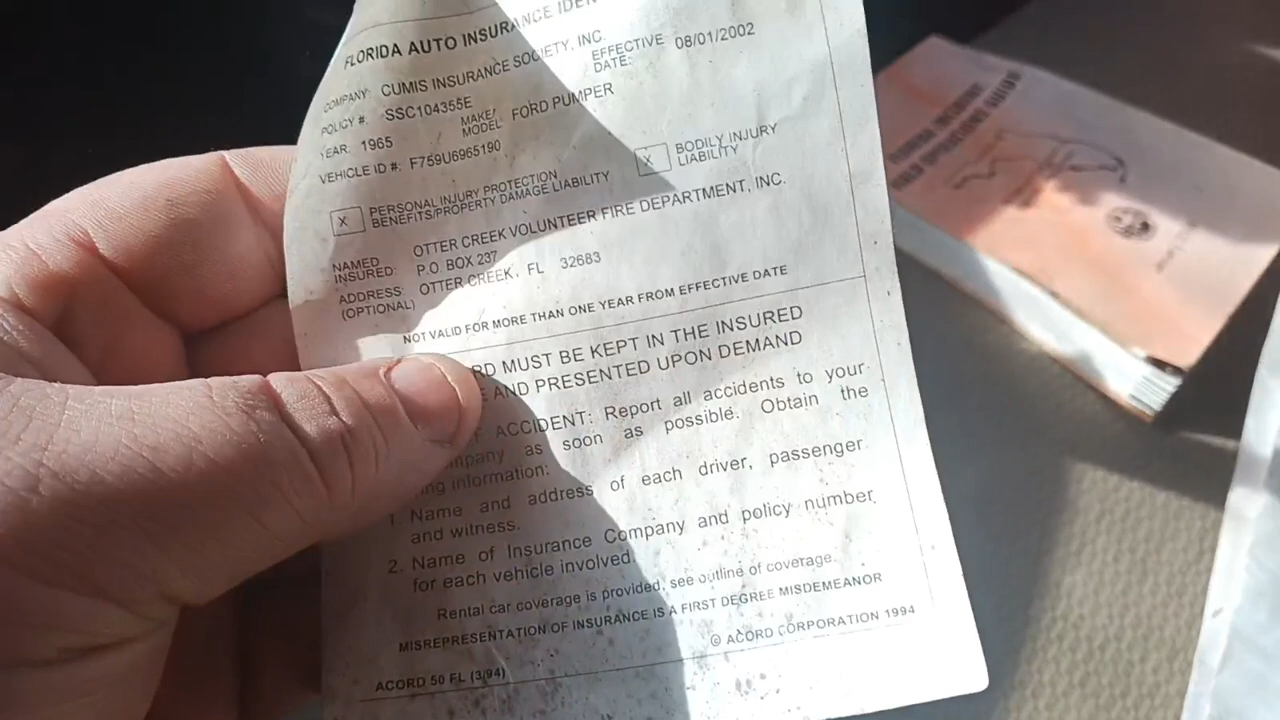 FLORIDA AUTO INSURANCE IDEN
COMPANY: CUMIS INSURANCE SOCIETY, INC.
POLICY #: SSC104355E EFFECTIVE DATE: 08/01/2002
YEAR: 1965 MAKE/ MODEL FORD PUMPER
VEHICLE ID #: F759U6965190
X PERSONAL INJURY PROTECTION
BENEFITS/PROPERTY DAMAGE LIABILITY
X BODILY INJURY
LIABILITY
NAMED INSURED: OTTER CREEK VOLUNTEER FIRE DEPARTMENT, INC.
P.O. BOX 237
ADDRESS: (OPTIONAL) OTTER CREEK, FL 32683
NOT VALID FOR MORE THAN ONE YEAR FROM EFFECTIVE DATE
RD MUST BE KEPT IN THE INSURED
E AND PRESENTED UPON DEMAND
F ACCIDENT: Report all accidents to your
mpany as soon as possible. Obtain the
ing information:
1. Name and address of each driver, passenger
and witness.
2. Name of Insurance Company and policy number
for each vehicle involved.
Rental car coverage is provided, see outline of coverage.
MISREPRESENTATION OF INSURANCE IS A FIRST DEGREE MISDEMEANOR
© ACORD CORPORATION 1994
ACORD 50 FL (3/94)